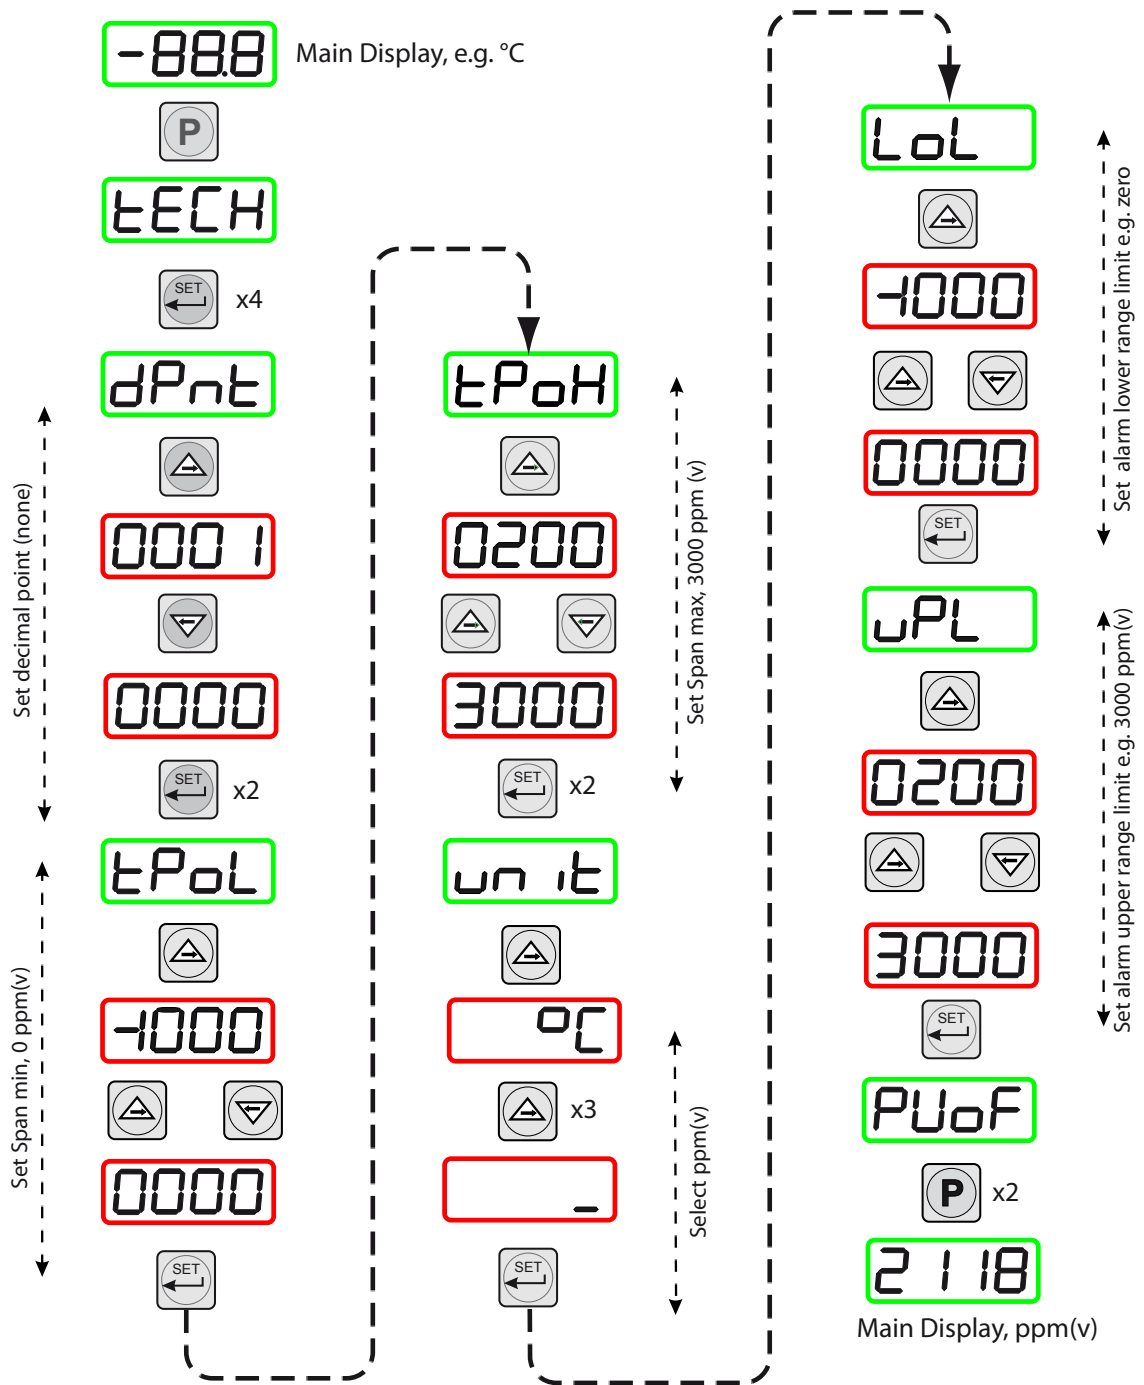 -88.8
Main Display, e.g. °C
P
tECH
SET
x4
dPnt
0001
0000
SET
x2
Set decimal point (none)
tPoL
-1000
0000
SET
Set Span min, 0 ppm(v)
tPoH
0200
3000
SET
x2
Set Span max, 3000 ppm (v)
unit
°C
x3
_
SET
Select ppm(v)
LoL
-1000
0000
SET
Set alarm lower range limit e.g. zero
uPL
0200
3000
SET
Set alarm upper range limit e.g. 3000 ppm(v)
PUoF
P
x2
2118
Main Display, ppm(v)